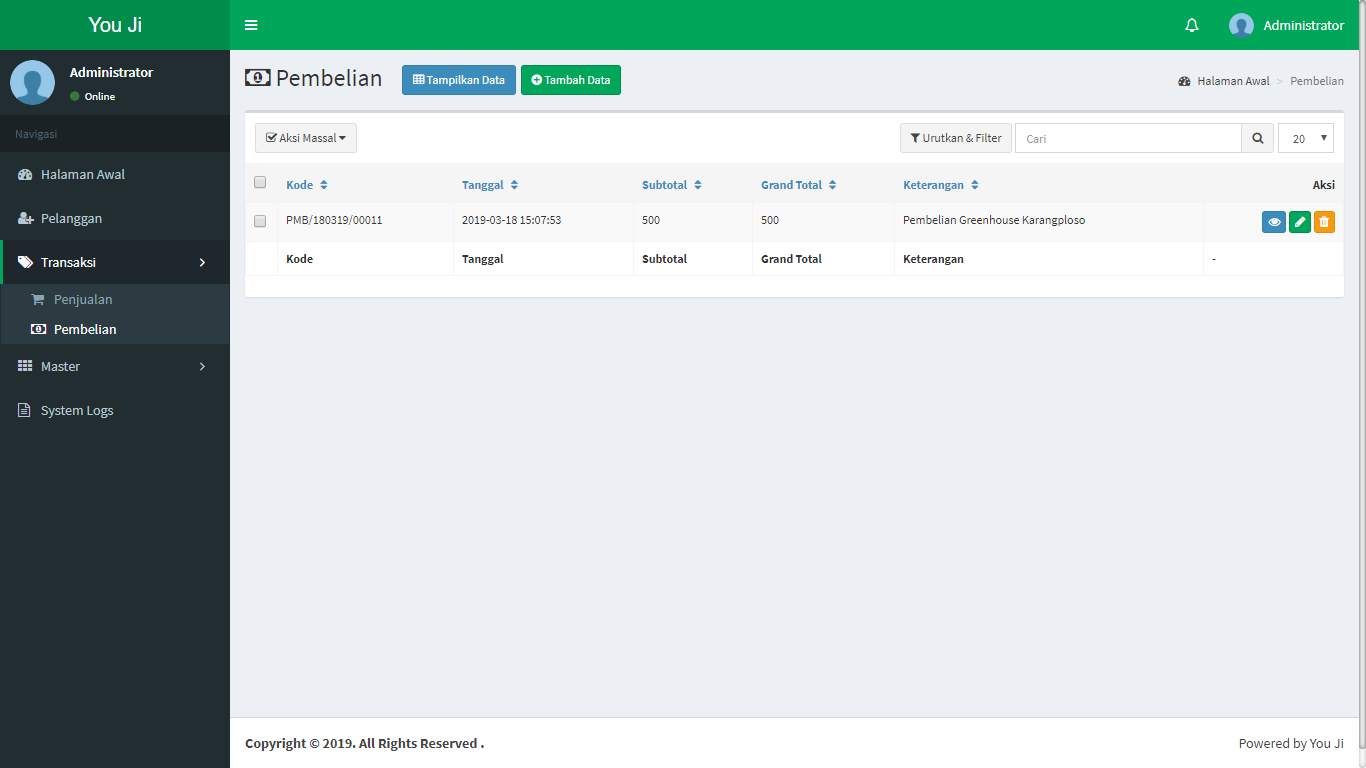 You Ji
Administrator
Administrator
Online
Navigasi
Halaman Awal
Pelanggan
Transaksi
Penjualan
Pembelian
Master
System Logs
Pembelian Tampilkan Data Tambah Data
Halaman Awal > Pembelian
Aksi Massal Urutkan & Filter Cari 20
Kode Tanggal Subtotal Grand Total Keterangan Aksi
PMB/180319/00011 2019-03-18 15:07:53 500 500 Pembelian Greenhouse Karangploso
Kode Tanggal Subtotal Grand Total Keterangan -
Copyright © 2019. All Rights Reserved . Powered by You Ji